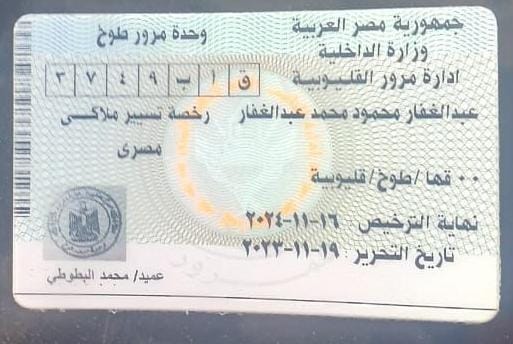 جمهورية مصر العربية
وزارة الداخلية
وحدة مرور طوخ
ادارة مرور القليوبية
ق أ ب ٩ ٤ ٧ ٣
عبدالغفار محمود محمد عبدالغفار رخصة تسيير ملاكى
مصرى
٠٠ قها/طوخ/قليوبية
نهاية الترخيص ١٦-١١-٢٠٢٤
تاريخ التحرير ١٩-١١-٢٠٢٣
عميد/ محمد البطوطي